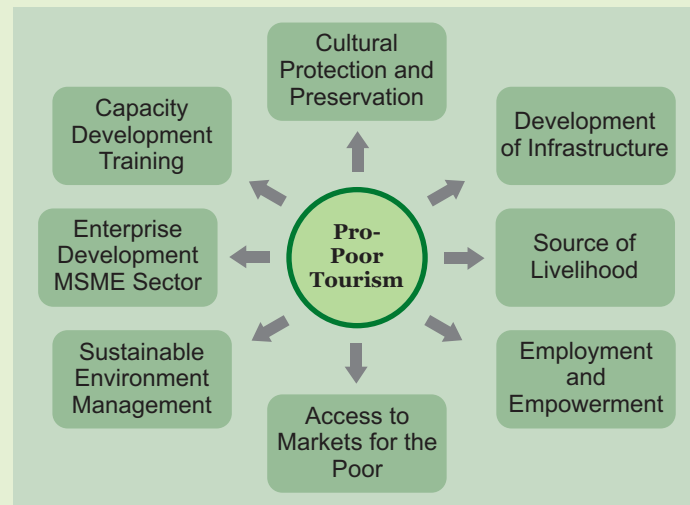 Cultural
Protection and
Preservation
Capacity
Development
Training
Development
of Infrastructure
Enterprise
Development
MSME Sector
Pro-
Poor
Tourism
Source of
Livelihood
Sustainable
Environment
Management
Employment
and
Empowerment
Access to
Markets for the
Poor